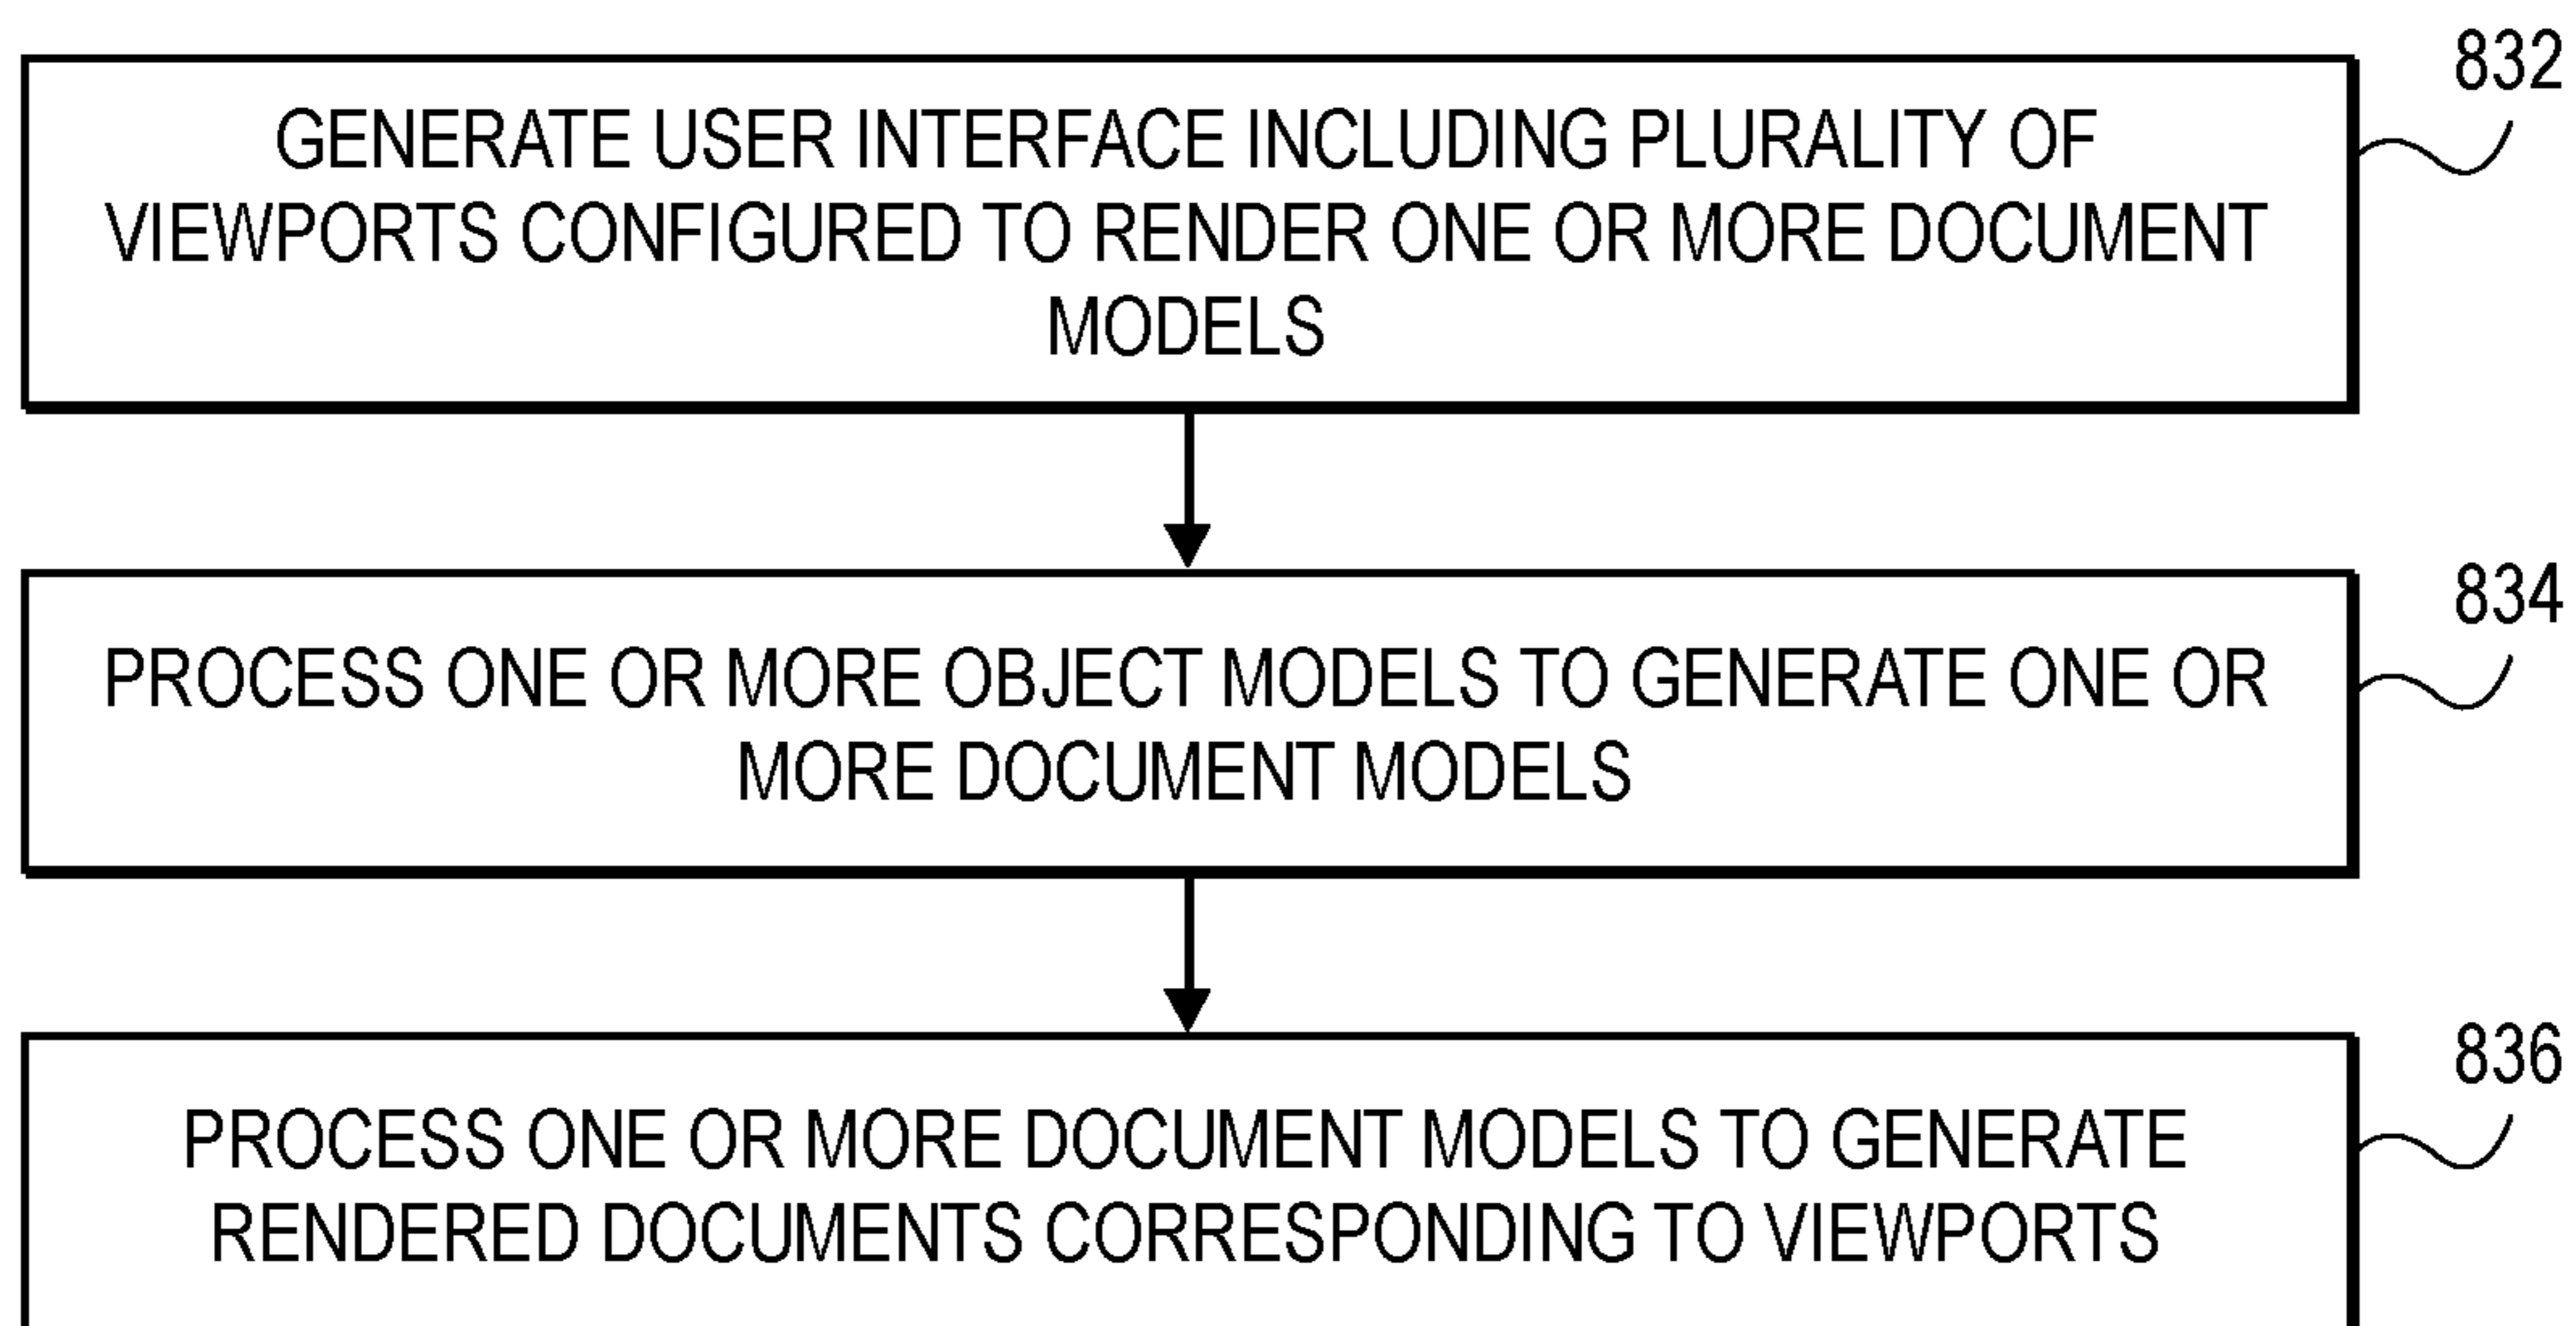 832
GENERATE USER INTERFACE INCLUDING PLURALITY OF
VIEWPORTS CONFIGURED TO RENDER ONE OR MORE DOCUMENT
MODELS
834
PROCESS ONE OR MORE OBJECT MODELS TO GENERATE ONE OR
MORE DOCUMENT MODELS
836
PROCESS ONE OR MORE DOCUMENT MODELS TO GENERATE
RENDERED DOCUMENTS CORRESPONDING TO VIEWPORTS